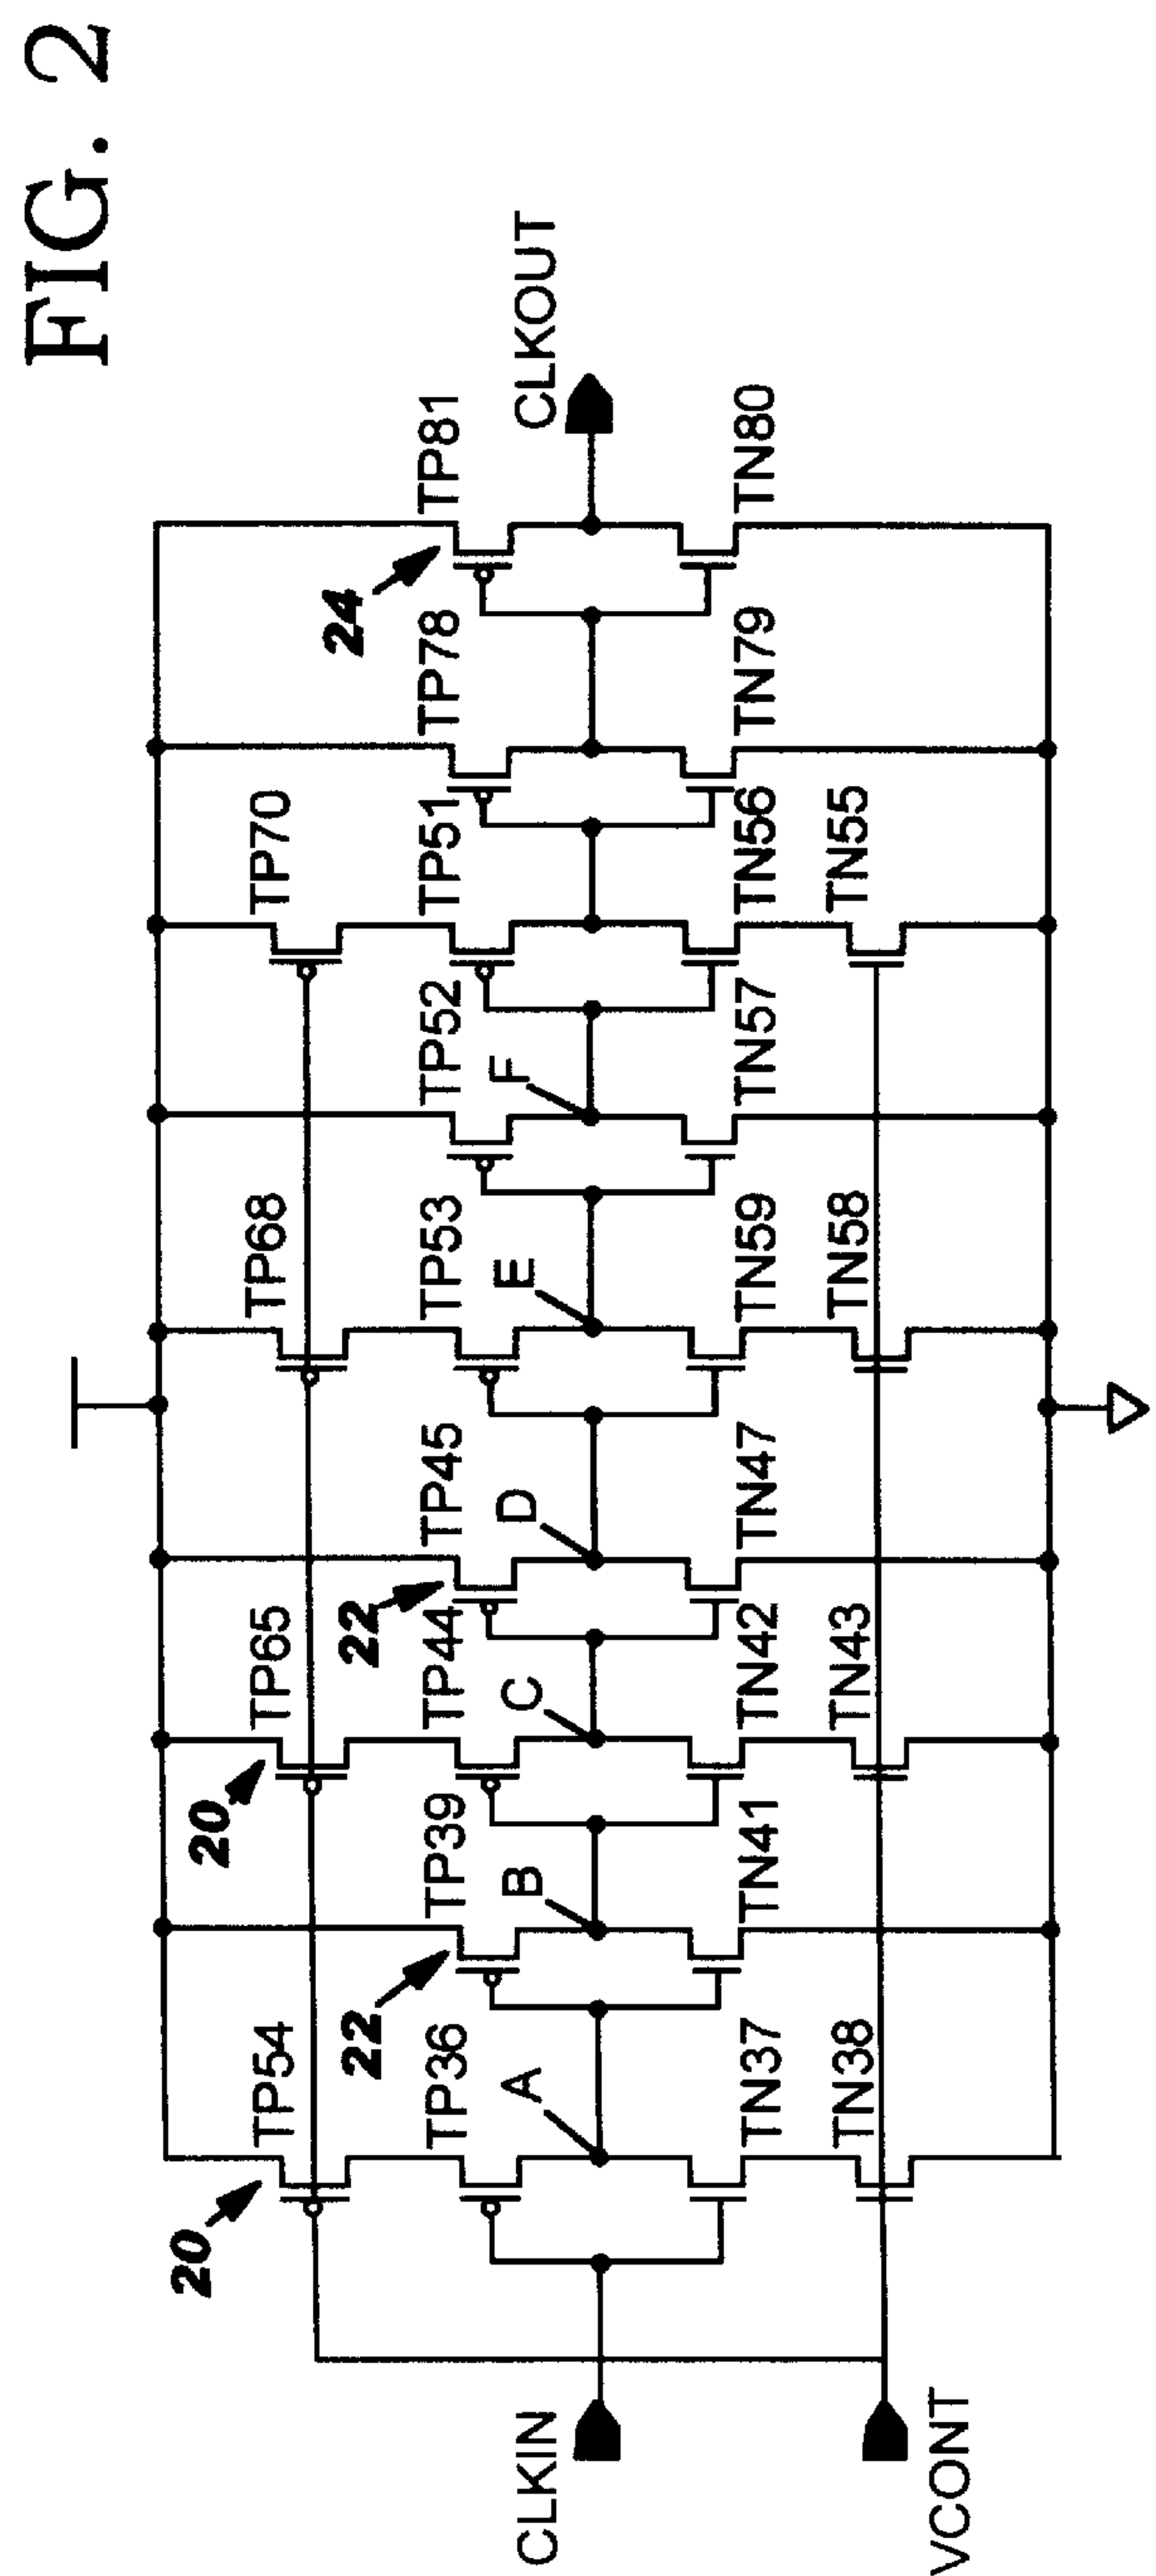 FIG. 2
20
TP54
20
TP65
TP68
TP70
22
TP36
TP39
TP44
22
TP45
TP53
TP52
TP51
TP78
24
TP81
CLKIN
A
B
C
D
E
F
CLKOUT
TN37
TN41
TN42
TN47
TN59
TN57
TN56
TN79
TN80
TN38
TN43
TN58
TN55
VCONT